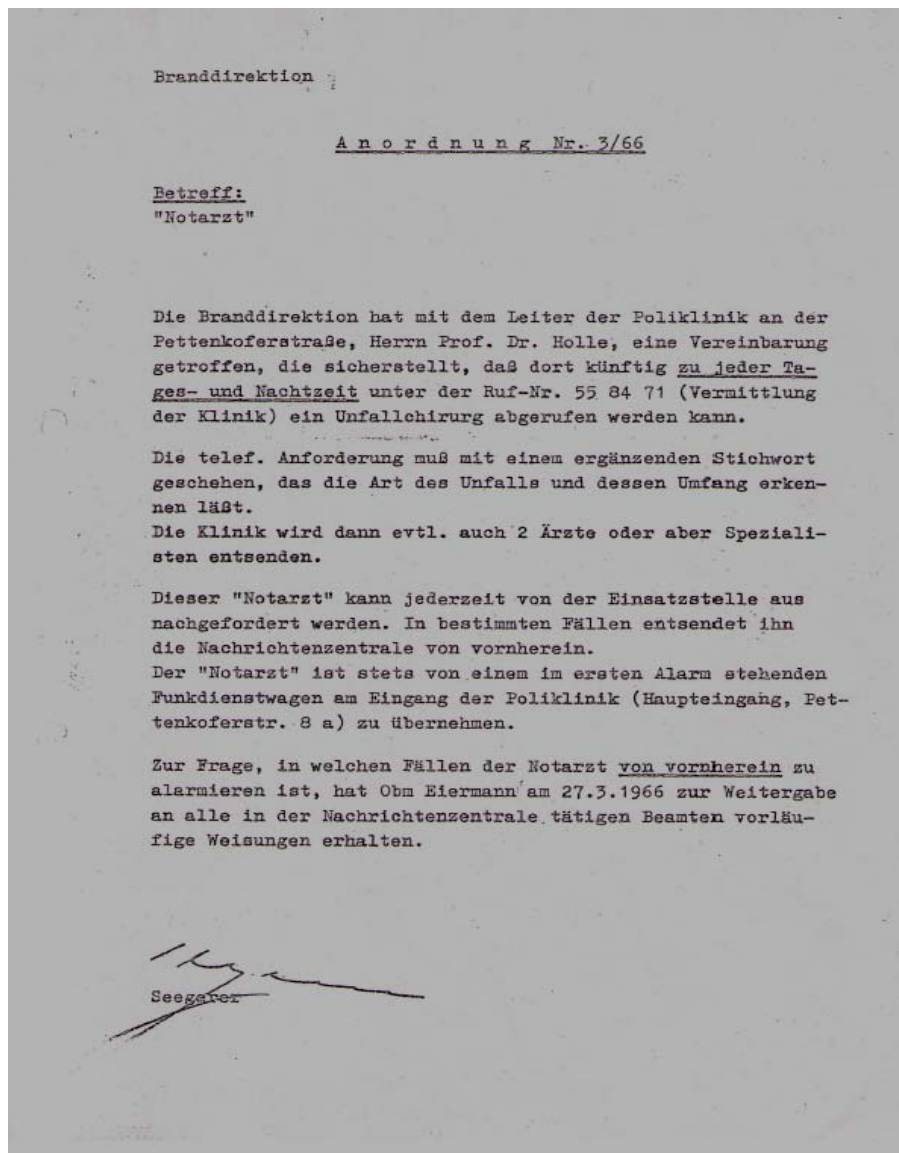 Branddirektion
Anordnung Nr. 3/66
Betreff:
"Notarzt"
Die Branddirektion hat mit dem Leiter der Poliklinik an der
Pettenkoferstraße, Herrn Prof. Dr. Holle, eine Vereinbarung
getroffen, die sicherstellt, daß dort künftig zu jeder Ta-
ges- und Nachtzeit unter der Ruf-Nr. 55 84 71 (Vermittlung
der Klinik) ein Unfallchirurg abgerufen werden kann.
Die telef. Anforderung muß mit einem ergänzenden Stichwort
geschehen, das die Art des Unfalls und dessen Umfang erken-
nen läßt.
Die Klinik wird dann evtl. auch 2 Ärzte oder aber Speziali-
sten entsenden.
Dieser "Notarzt" kann jederzeit von der Einsatzstelle aus
nachgefordert werden. In bestimmten Fällen entsendet ihn
die Nachrichtenzentrale von vornherein.
Der "Notarzt" ist stets von einem im ersten Alarm stehenden
Funkdienstwagen am Eingang der Poliklinik (Haupteingang, Pet-
tenkoferstr. 8 a) zu übernehmen.
Zur Frage, in welchen Fällen der Notarzt von vornherein zu
alarmieren ist, hat Obm Eiermann am 27.3.1966 zur Weitergabe
an alle in der Nachrichtenzentrale tätigen Beamten vorläu-
fige Weisungen erhalten.
Seegerer